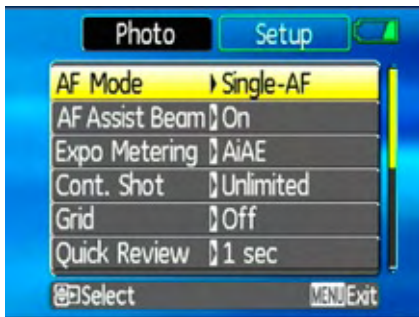 Photo Setup
AF Mode Single-AF
AF Assist Beam On
Expo Metering AiAE
Cont. Shot Unlimited
Grid Off
Quick Review 1 sec
Select MENU Exit